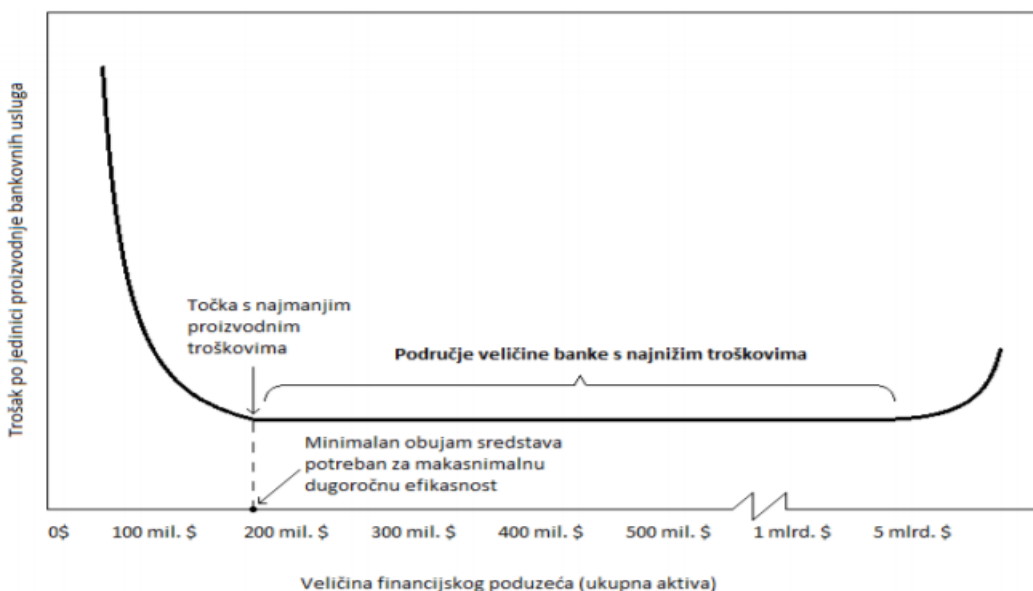 Trošak po jedinici proizvodnje bankovnih usluga
Točka s najmanjim
proizvodnim
troškovima
Područje veličine banke s najnižim troškovima
Minimalan obujam sredstava
potreban za makasnimalnu
dugoročnu efikasnost
0$ 100 mil. $ 200 mil. $ 300 mil. $ 400 mil. $ 500 mil. $ 1 mlrd. $ 5 mlrd. $
Veličina financijskog poduzeća (ukupna aktiva)